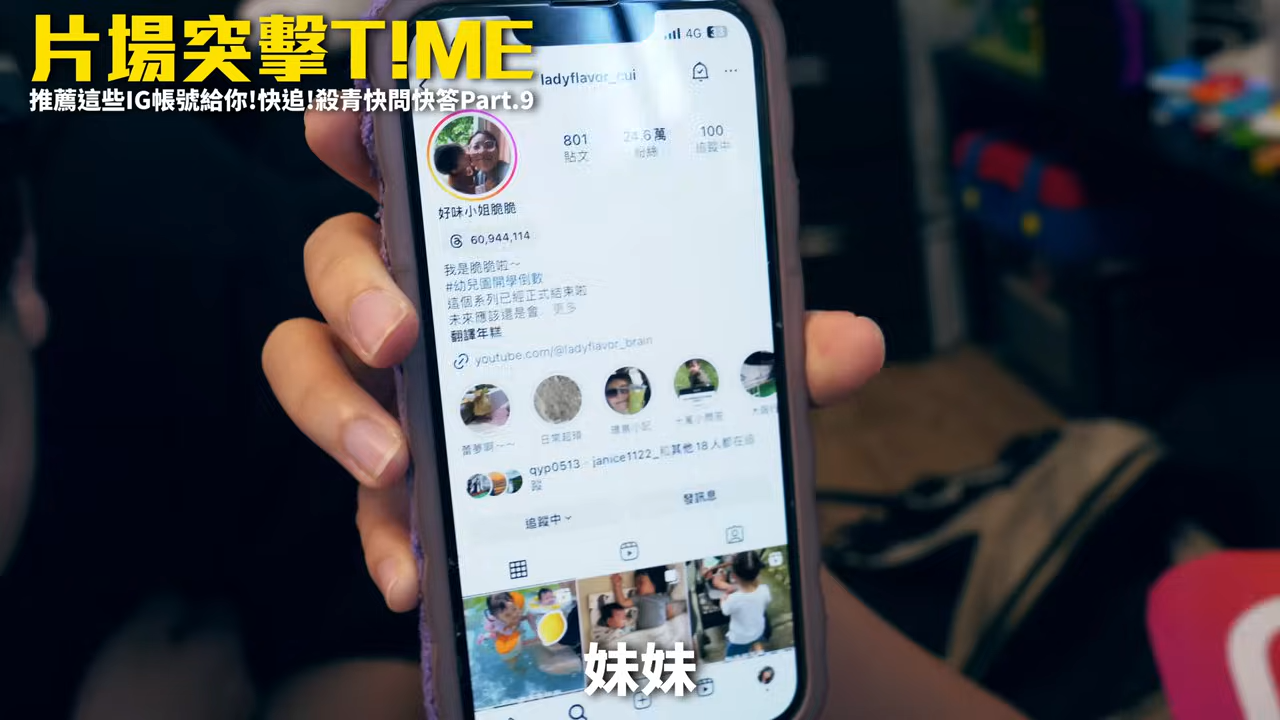 片場突擊T!ME
推薦這些IG帳號給你!快追!殺青快問快答Part.9
4G
ladyflavor_cui
801
24.6萬
100
貼文
粉絲
追蹤中
好味小姐脆脆
60,944,114
我是脆脆啦～
#幼兒園開學倒數
這個系列已經正式結束啦
未來應該還是會... 更多
翻譯年糕
youtube.com/@ladyflavor_brain
蕾夢啊～～
qyp0513、janice1122_和其他 18 人都在追
蹤
追蹤中
發訊息
妹妹